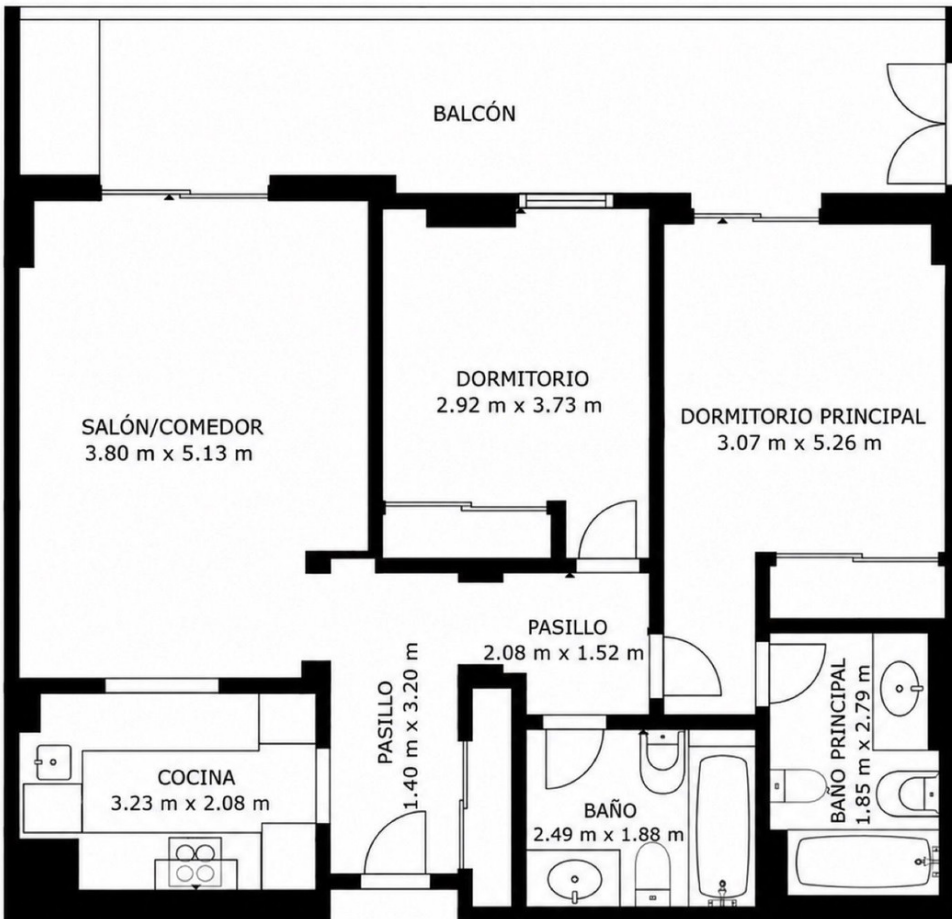 BALCÓN
DORMITORIO
2.92 m x 3.73 m
DORMITORIO PRINCIPAL
3.07 m x 5.26 m
SALÓN/COMEDOR
3.80 m x 5.13 m
PASILLO
2.08 m x 1.52 m
PASILLO
1.40 m x 3.20 m
COCINA
3.23 m x 2.08 m
BAÑO
2.49 m x 1.88 m
BAÑO PRINCIPAL
1.85 m x 2.79 m